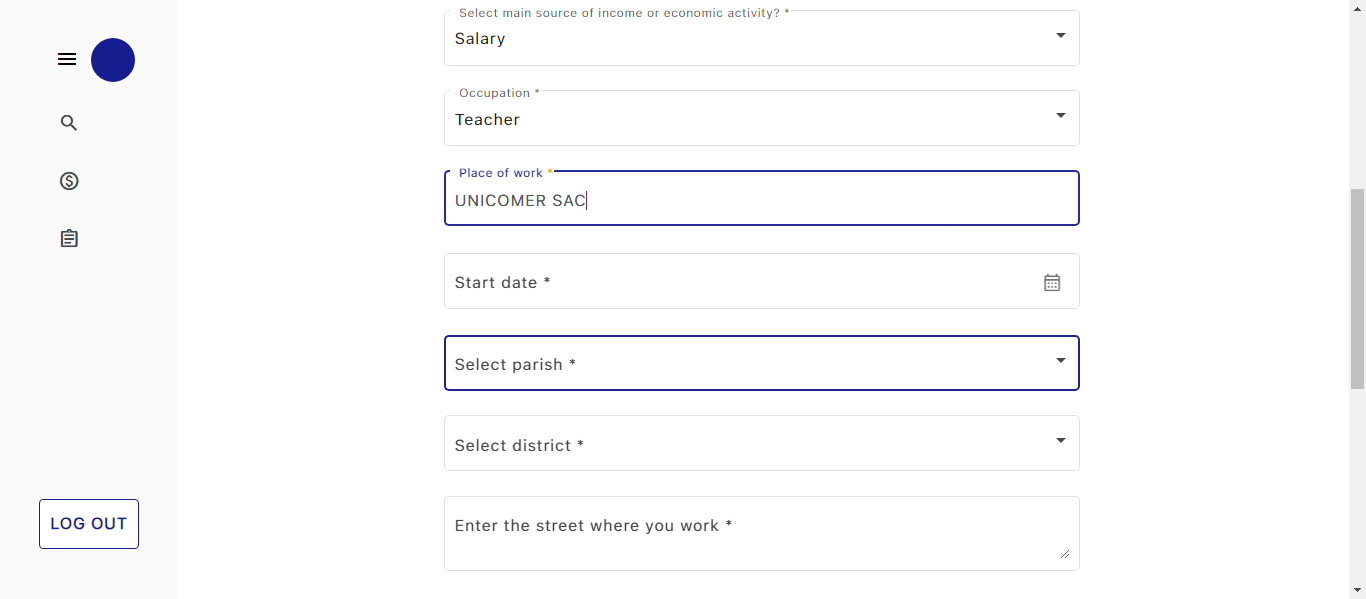 Select main source of income or economic activity? *
Salary
Occupation *
Teacher
Place of work *
UNICOMER SAC
Start date *
Select parish *
Select district *
Enter the street where you work *
LOG OUT